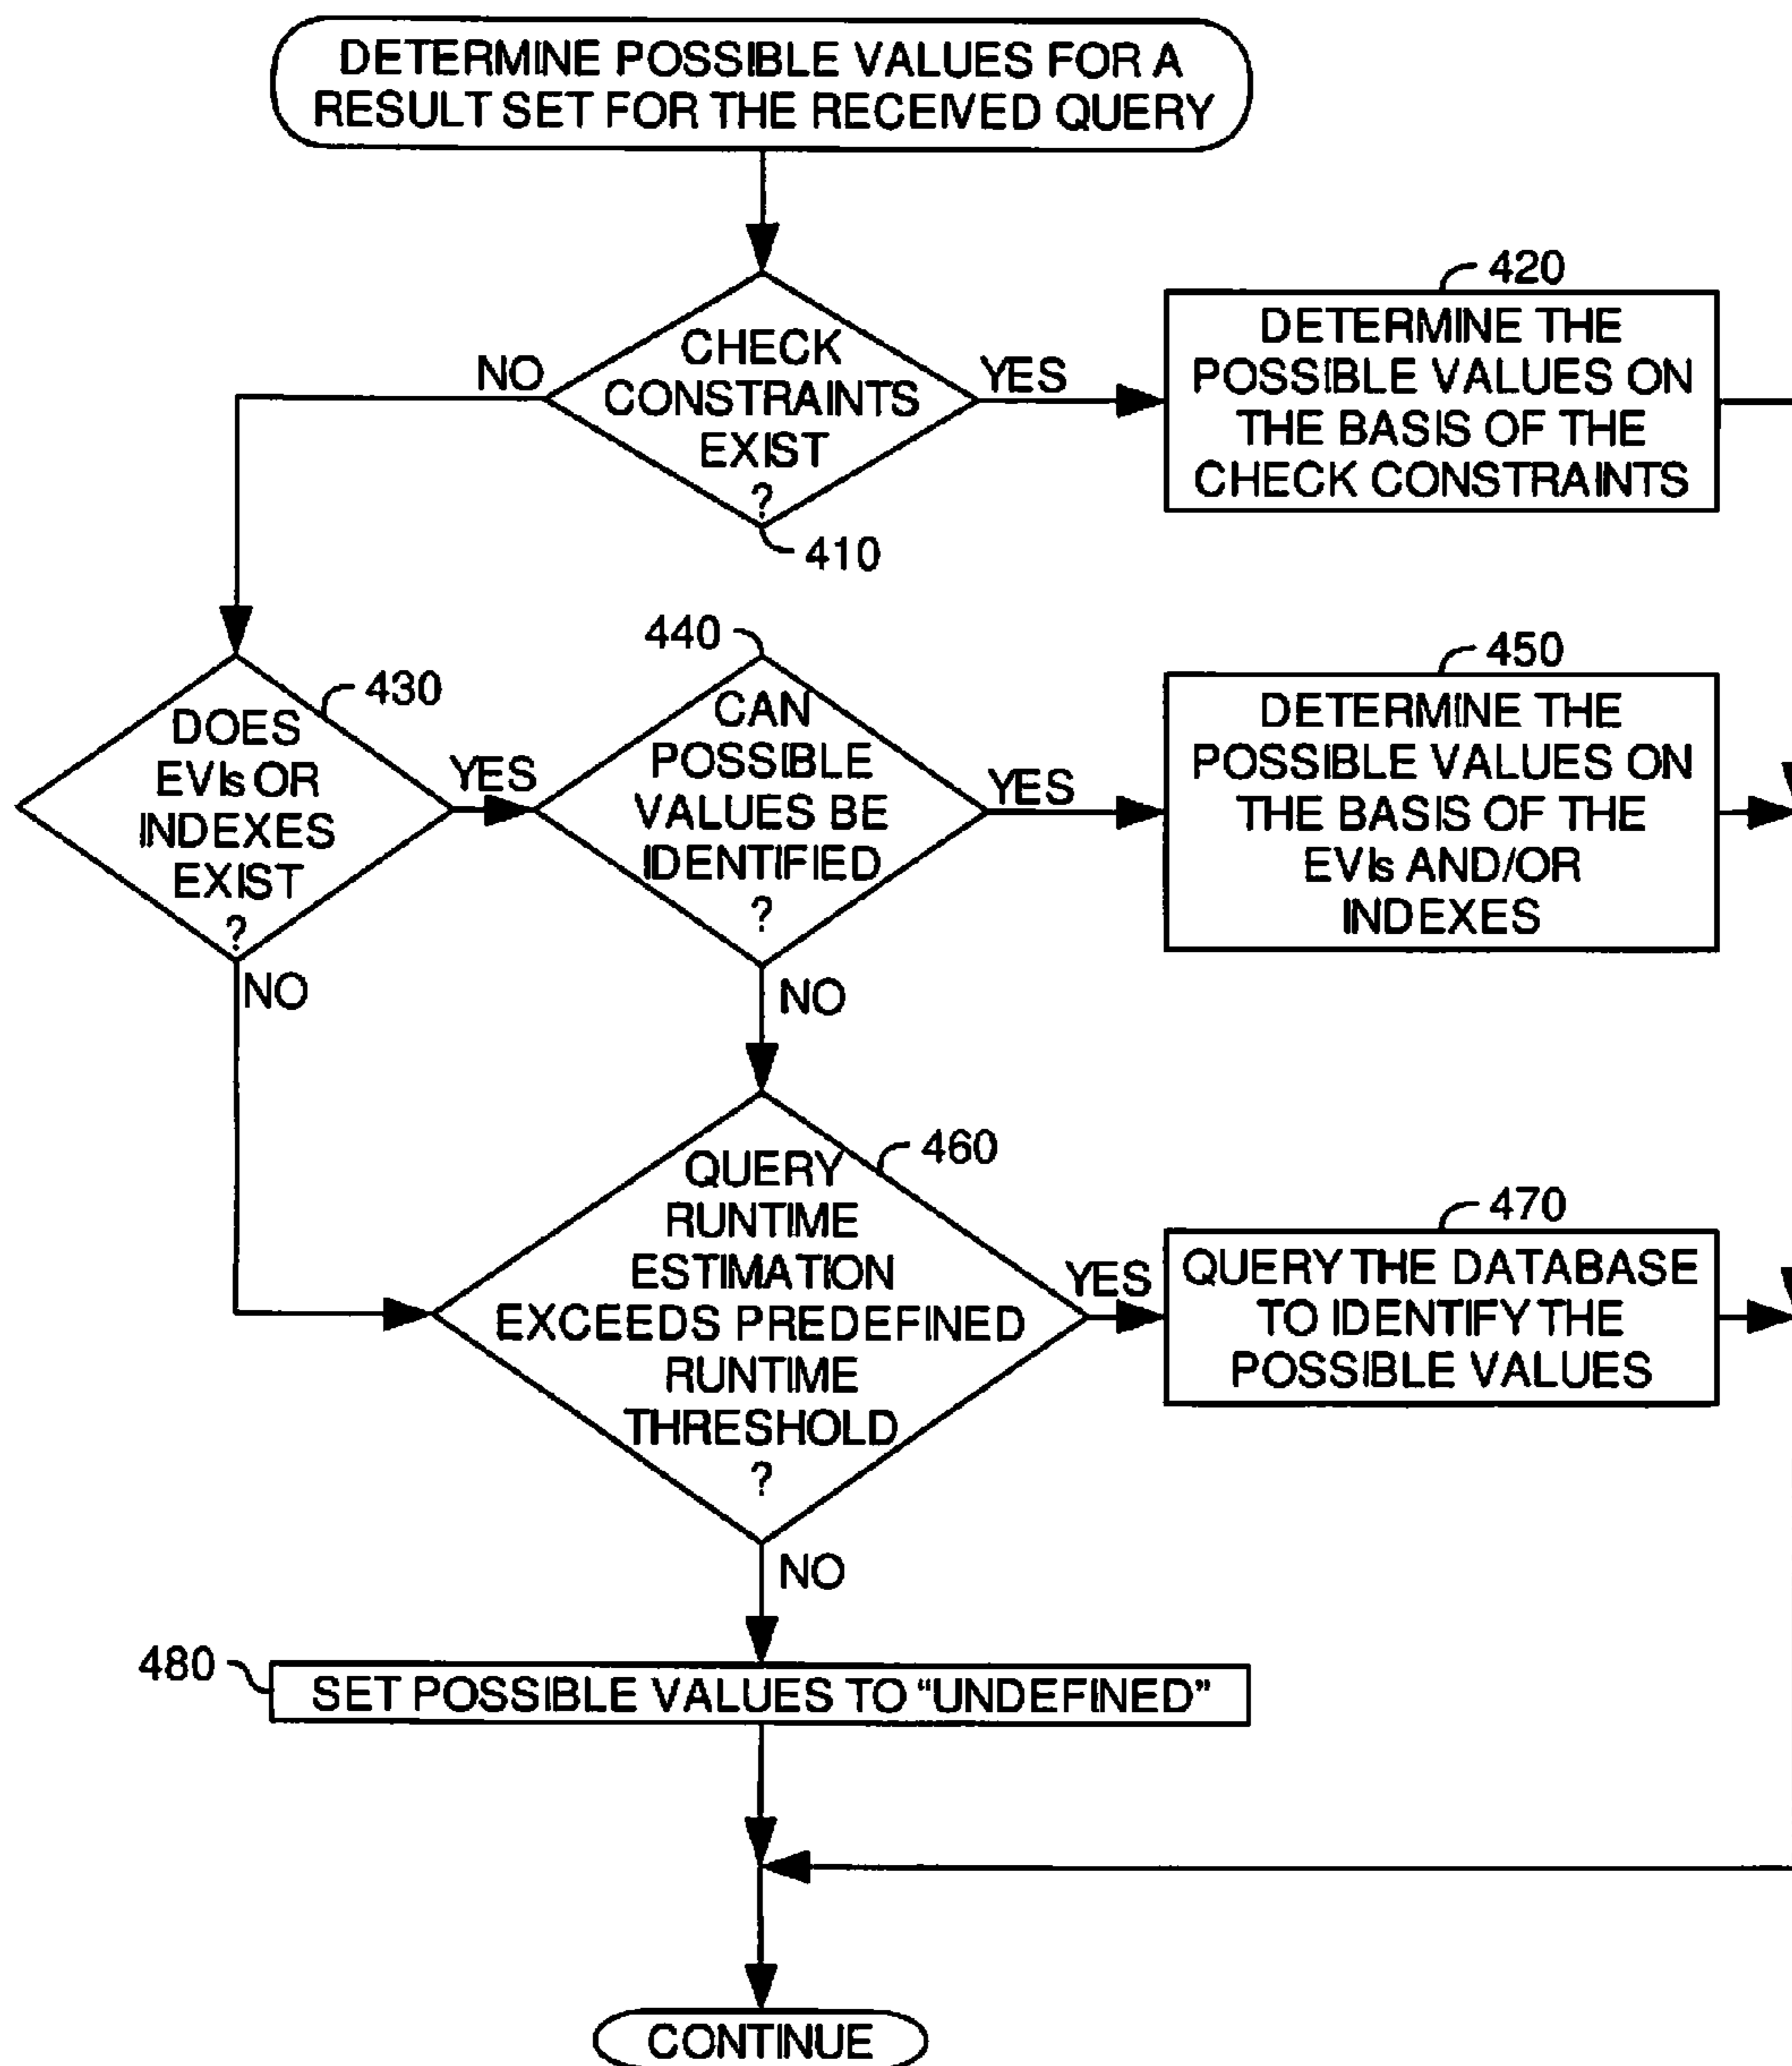 DETERMINE POSSIBLE VALUES FOR A
RESULT SET FOR THE RECEIVED QUERY
CHECK
CONSTRAINTS
EXIST
?
410
NO
YES
420
DETERMINE THE
POSSIBLE VALUES ON
THE BASIS OF THE
CHECK CONSTRAINTS
430
DOES
EVIs OR
INDEXES
EXIST
?
YES
NO
440
CAN
POSSIBLE
VALUES BE
IDENTIFIED
?
YES
NO
450
DETERMINE THE
POSSIBLE VALUES ON
THE BASIS OF THE
EVIs AND/OR
INDEXES
460
QUERY
RUNTIME
ESTIMATION
EXCEEDS PREDEFINED
RUNTIME
THRESHOLD
?
YES
NO
470
QUERY THE DATABASE
TO IDENTIFY THE
POSSIBLE VALUES
480
SET POSSIBLE VALUES TO “UNDEFINED”
CONTINUE